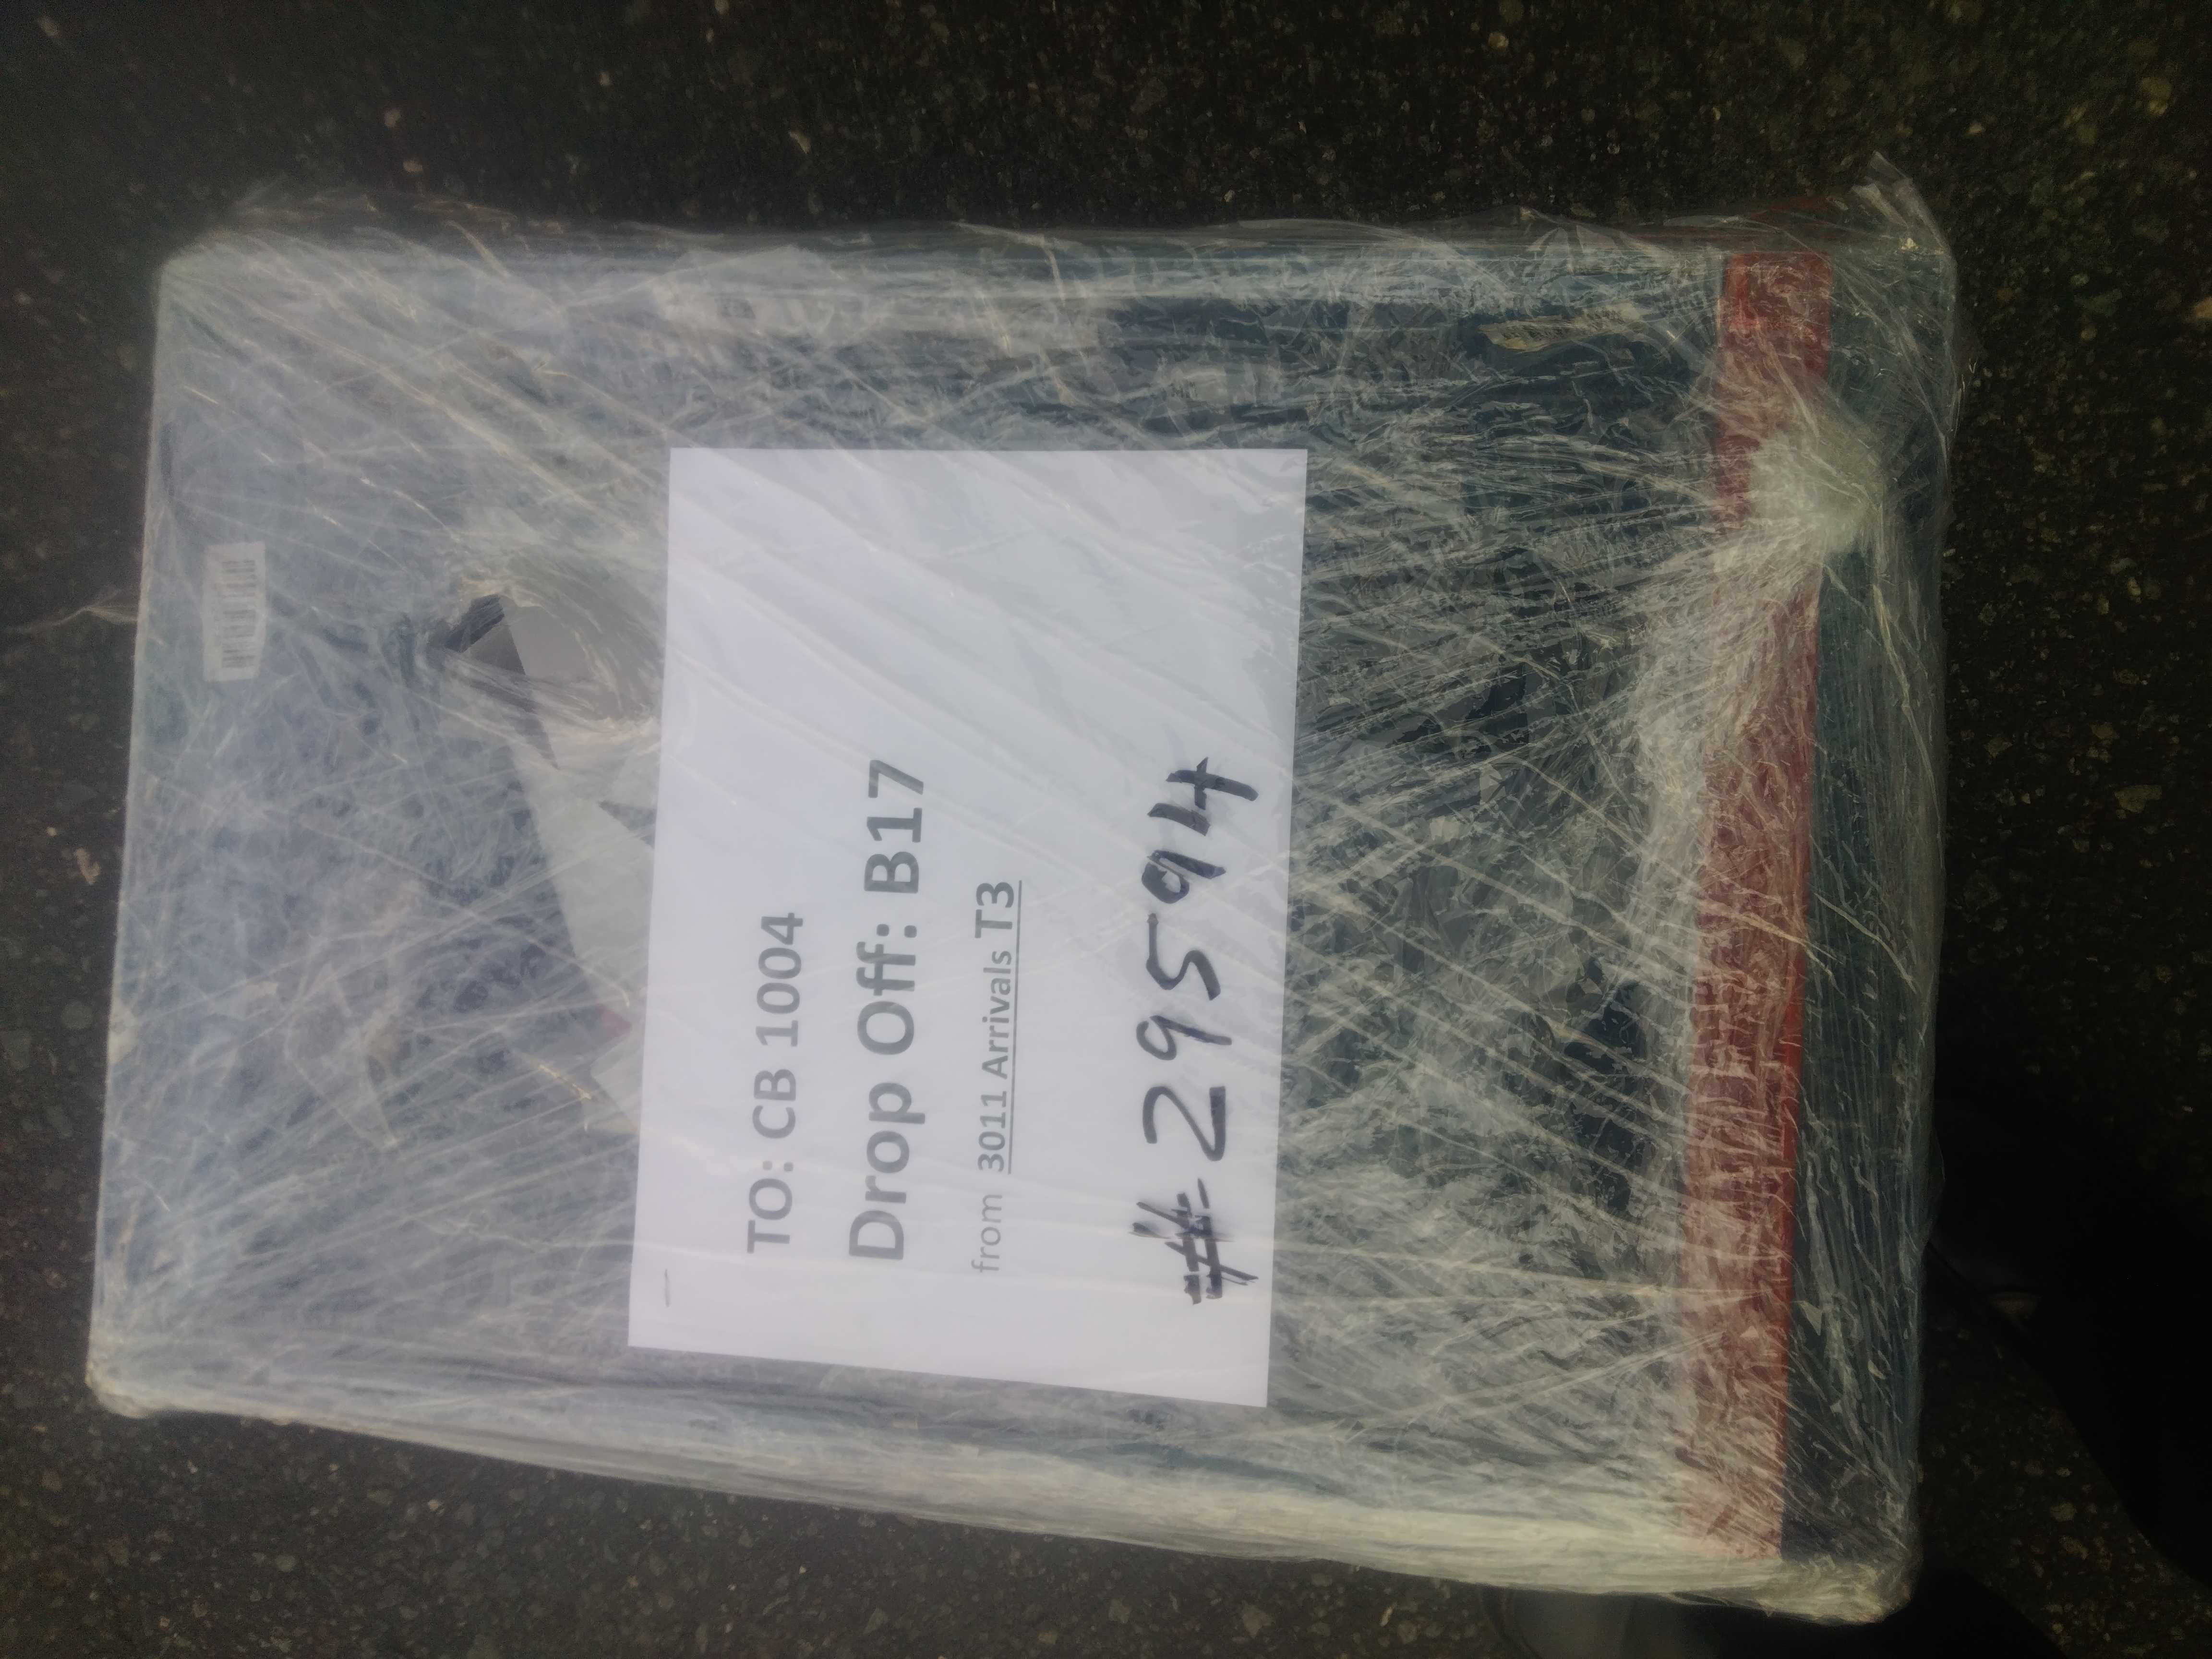 TO: CB 1004
Drop Off: B17
from 3011 Arrivals T3
# 29594